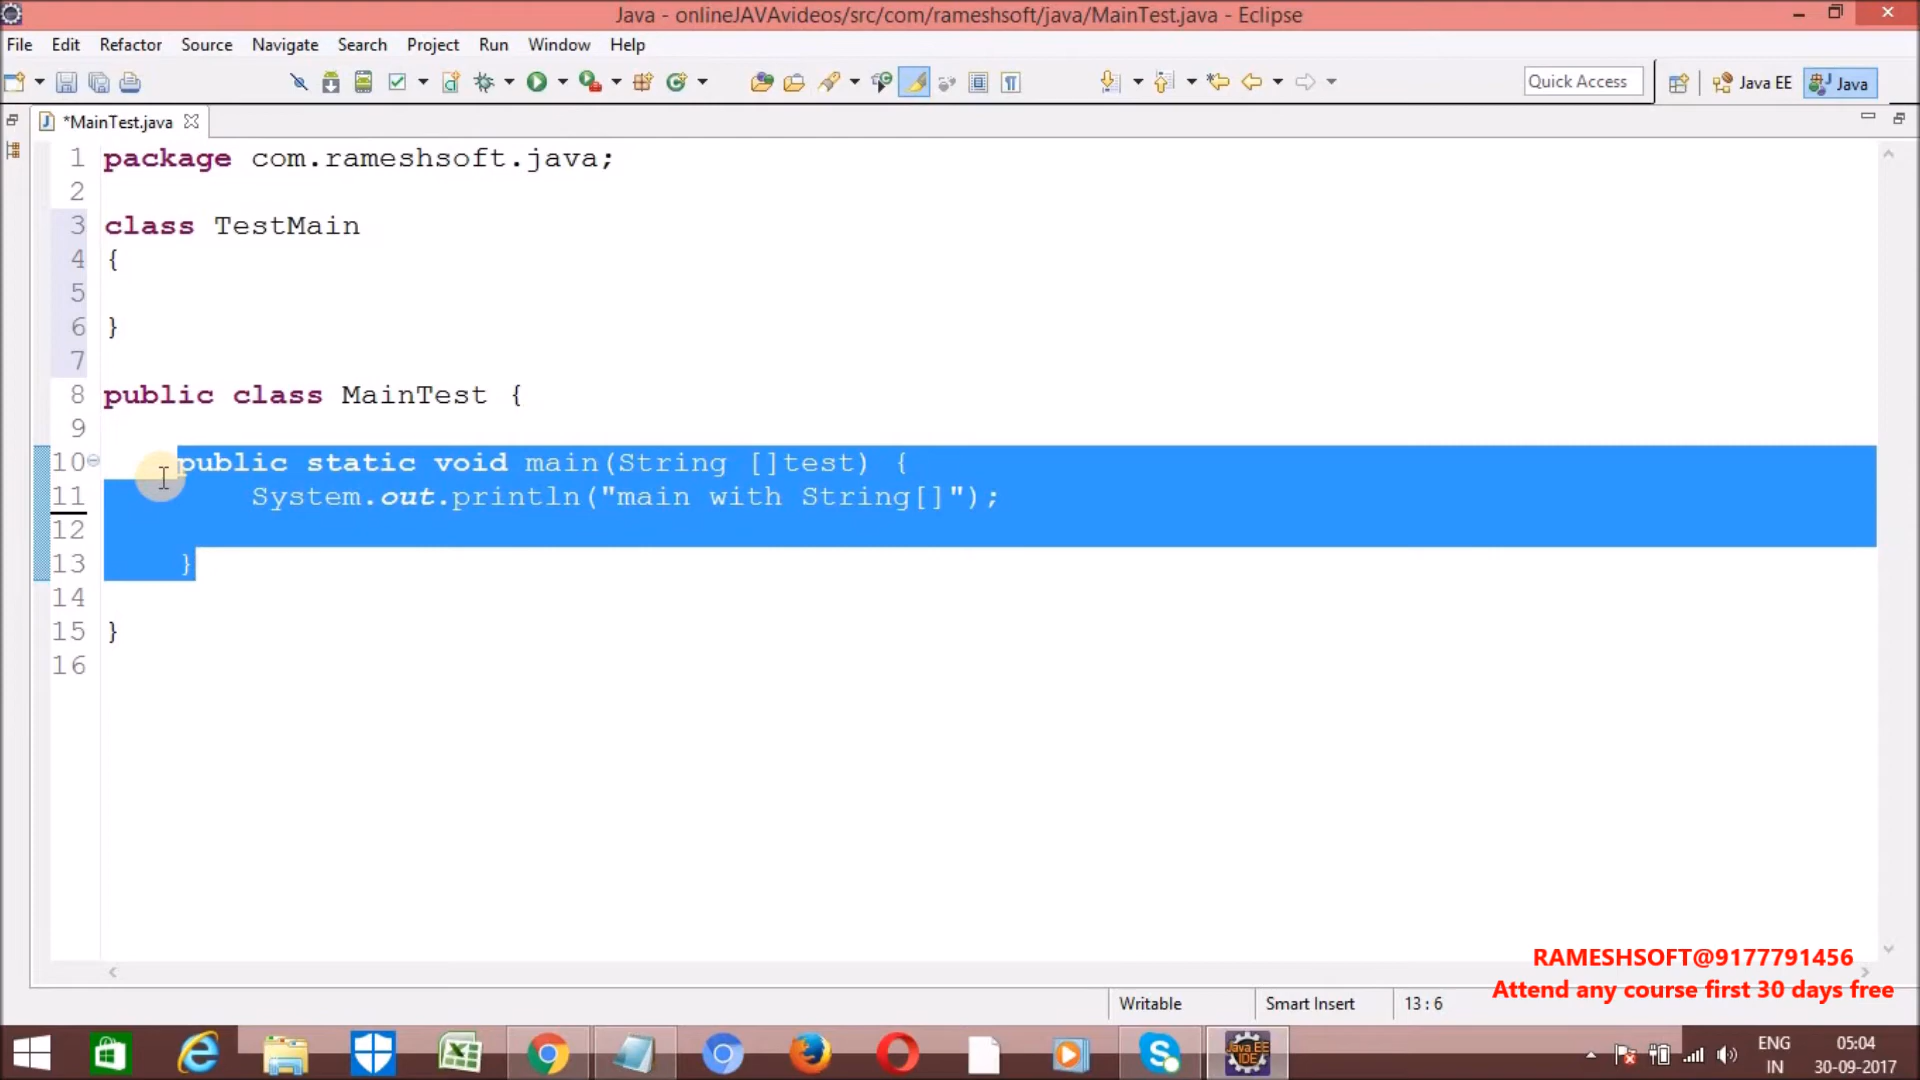 Java - onlineJAVAvideos/src/com/rameshsoft/java/MainTest.java - Eclipse
File Edit Refactor Source Navigate Search Project Run Window Help
Quick Access Java EE Java
*MainTest.java
1 package com.rameshsoft.java;
2
3 class TestMain
4 {
5
6 }
7
8 public class MainTest {
9
10 public static void main(String []test) {
11 System.out.println("main with String[]");
12
13 }
14
15 }
16
RAMESHSOFT@9177791456
Attend any course first 30 days free
Writable Smart Insert 13 : 6
Java EE
IDE
ENG 05:04
IN 30-09-2017